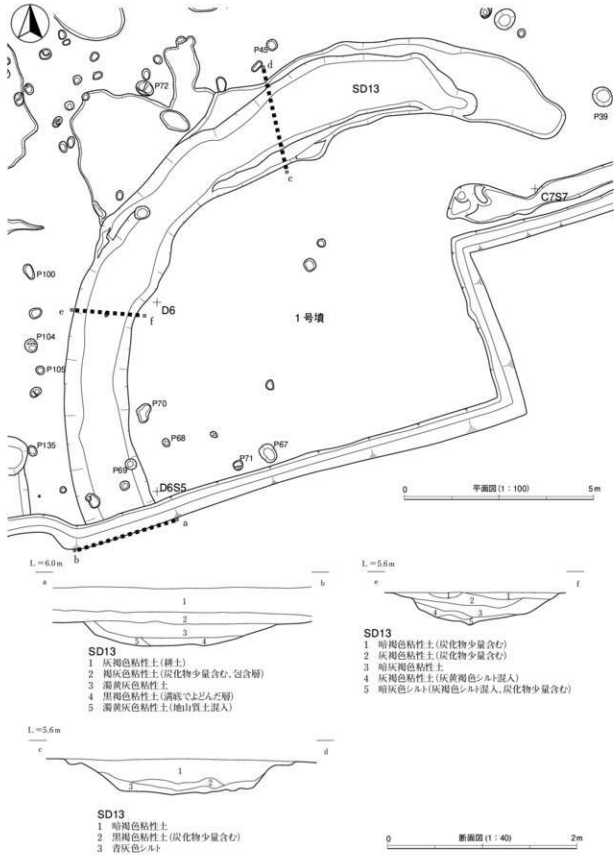 P45
d
SD13
P72
P39
c
C7S7
P100
e
D6
f
1号墳
P104
P105
P70
P68
P67
P135
P69
P71
D6S5
0
平面図(1:100)
5m
a
b
L=6.0m
a
b
1
2
3
5
4
SD13
1 灰褐色粘性土(耕土)
2 褐灰色粘性土(炭化物少量含む、包含層)
3 濁黄灰色粘性土
4 黒褐色粘性土(溝底でよどんだ層)
5 濁黄灰色粘性土(地山質土混入)
L=5.6m
e
f
1
1
2
3
4
5
SD13
1 暗褐色粘性土(炭化物少量含む)
2 灰褐色粘性土(炭化物少量含む)
3 暗灰褐色粘性土
4 灰褐色粘性土(灰黄褐色シルト混入)
5 暗灰色シルト(灰褐色シルト混入、炭化物少量含む)
L=5.6m
c
d
1
2
3
SD13
1 暗褐色粘性土
2 黒褐色粘性土(炭化物少量含む)
3 青灰色シルト
0
断面図(1:40)
2m